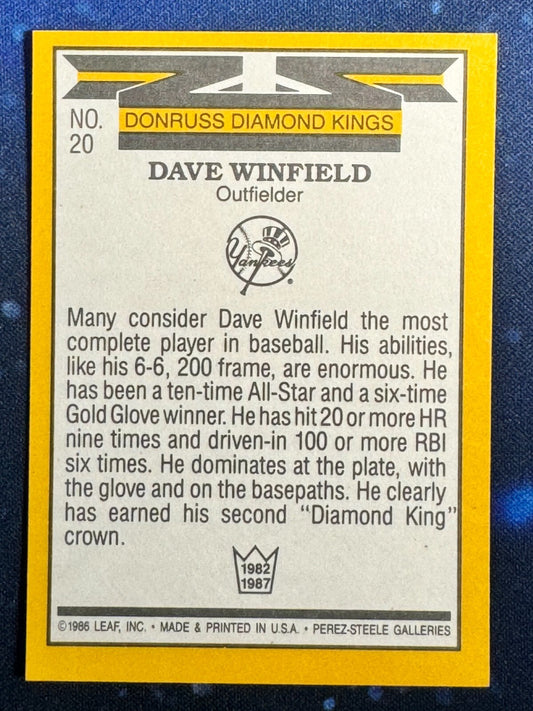 NO.
20
DONRUSS DIAMOND KINGS
DAVE WINFIELD
Outfielder
Yankees
®
Many consider Dave Winfield the most
complete player in baseball. His abilities,
like his 6-6, 200 frame, are enormous. He
has been a ten-time All-Star and a six-time
Gold Glove winner. He has hit 20 or more HR
nine times and driven-in 100 or more RBI
six times. He dominates at the plate, with
the glove and on the basepaths. He clearly
has earned his second "Diamond King"
crown.
1982
1987
©1986 LEAF, INC. • MADE & PRINTED IN U.S.A. • PEREZ-STEELE GALLERIES